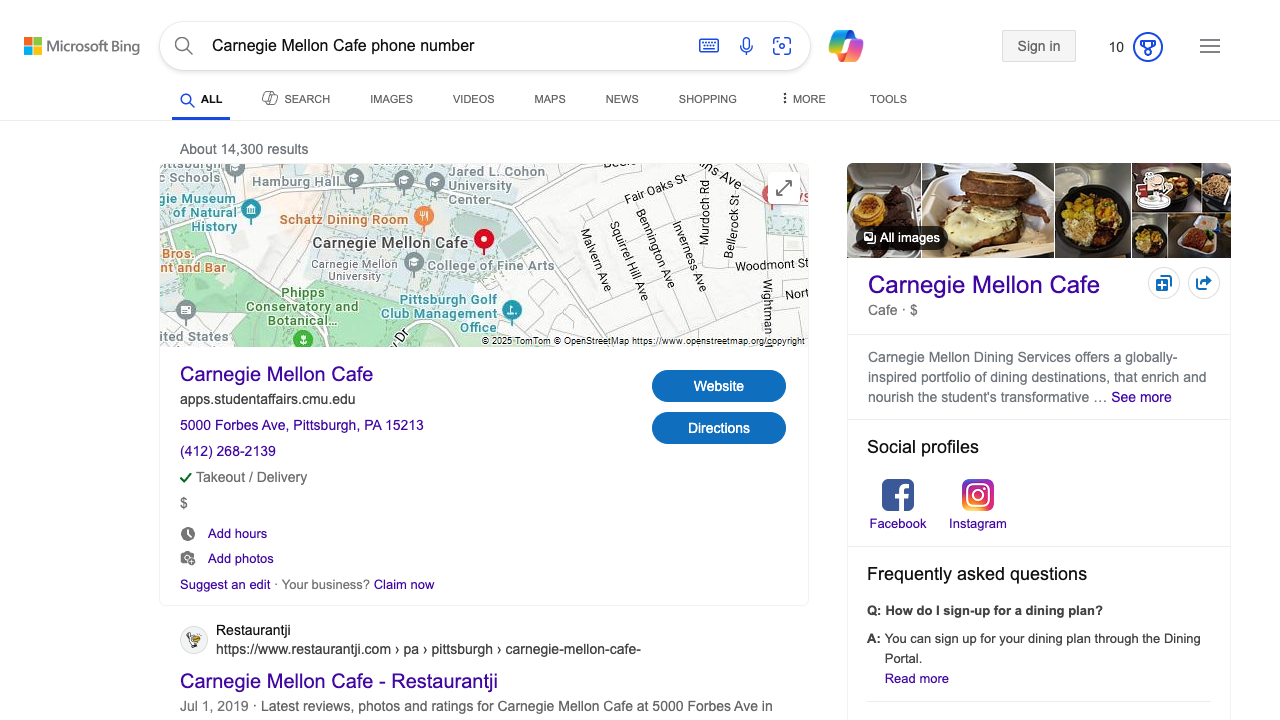 Microsoft Bing
Carnegie Mellon Cafe phone number
Sign in
10
ALL
SEARCH
IMAGES
VIDEOS
MAPS
NEWS
SHOPPING
MORE
TOOLS
About 14,300 results
Hamburg Hall
Jared L. Cohon
University
Center
Schatz Dining Room
gie Museum
of Natural
History
Carnegie Mellon Cafe
Carnegie Mellon
University
College of Fine Arts
Bros.
nt and Bar
Phipps
Conservatory and
Botanical...
Pittsburgh Golf
Club Management
Office
ited States
Fair Oaks St
Malvern Ave
Squirrel Hill Ave
Bennington Ave
Inverness Ave
Murdoch Rd
Bellerock St
Woodmont St
Wightman
© 2025 TomTom © OpenStreetMap https://www.openstreetmap.org/copyright
Carnegie Mellon Cafe
apps.studentaffairs.cmu.edu
5000 Forbes Ave, Pittsburgh, PA 15213
(412) 268-2139
Takeout / Delivery
$
Website
Directions
Add hours
Add photos
Suggest an edit · Your business? Claim now
Restaurantji
https://www.restaurantji.com › pa › pittsburgh › carnegie-mellon-cafe-
Carnegie Mellon Cafe - Restaurantji
Jul 1, 2019 · Latest reviews, photos and ratings for Carnegie Mellon Cafe at 5000 Forbes Ave in
All images
Carnegie Mellon Cafe
Cafe · $
Carnegie Mellon Dining Services offers a globally-
inspired portfolio of dining destinations, that enrich and
nourish the student's transformative … See more
Social profiles
Facebook
Instagram
Frequently asked questions
Q: How do I sign-up for a dining plan?
A: You can sign up for your dining plan through the Dining
Portal.
Read more